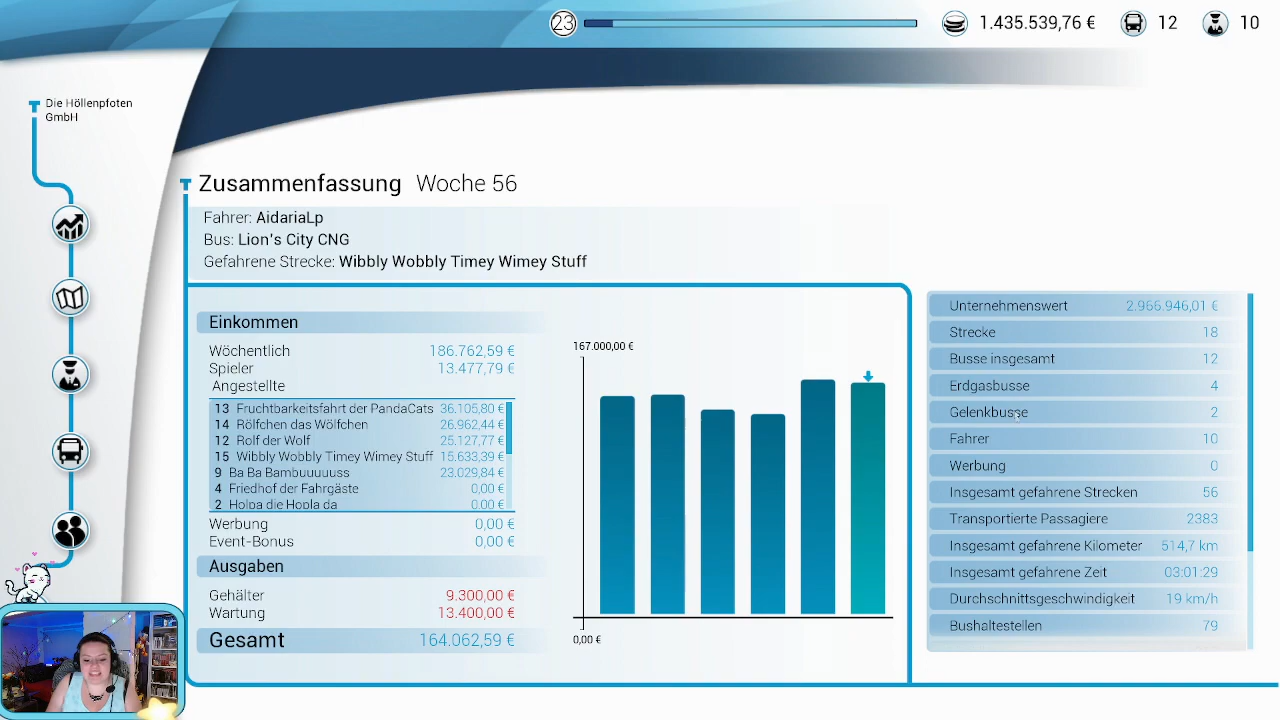 23
1.435.539,76 €
12
10
Die Höllenpfoten
GmbH
Zusammenfassung Woche 56
Fahrer: AidariaLp
Bus: Lion's City CNG
Gefahrene Strecke: Wibbly Wobbly Timey Wimey Stuff
Einkommen
Wöchentlich 186.762,59 €
Spieler 13.477,79 €
Angestellte
13 Fruchtbarkeitsfahrt der PandaCats 36.105,80 €
14 Rölfchen das Wölfchen 26.962,44 €
12 Rolf der Wolf 25.127,77 €
15 Wibbly Wobbly Timey Wimey Stuff 15.633,39 €
9 Ba Ba Bambuuuuuss 23.029,84 €
4 Friedhof der Fahrgäste 0,00 €
2 Holpa die Hopla da 0,00 €
Werbung 0,00 €
Event-Bonus 0,00 €
Ausgaben
Gehälter 9.300,00 €
Wartung 13.400,00 €
Gesamt 164.062,59 €
167.000,00 €
0,00 €
Unternehmenswert 2.966.946,01 €
Strecke 18
Busse insgesamt 12
Erdgasbusse 4
Gelenkbusse 2
Fahrer 10
Werbung 0
Insgesamt gefahrene Strecken 56
Transportierte Passagiere 2383
Insgesamt gefahrene Kilometer 514,7 km
Insgesamt gefahrene Zeit 03:01:29
Durchschnittsgeschwindigkeit 19 km/h
Bushaltestellen 79